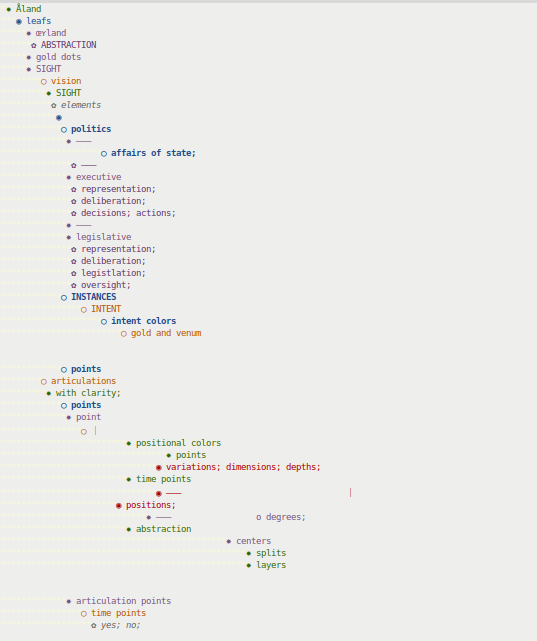 Åland
leafs
œʏland
ABSTRACTION
gold dots
SIGHT
vision
SIGHT
elements
politics
———
affairs of state;
———
executive
representation;
deliberation;
decisions; actions;
———
legislative
representation;
deliberation;
legistlation;
oversight;
INSTANCES
INTENT
intent colors
gold and venum
points
articulations
with clarity;
points
point
|
positional colors
points
variations; dimensions; depths;
time points
———
positions;
——— o degrees;
abstraction
centers
splits
layers
articulation points
time points
yes; no;